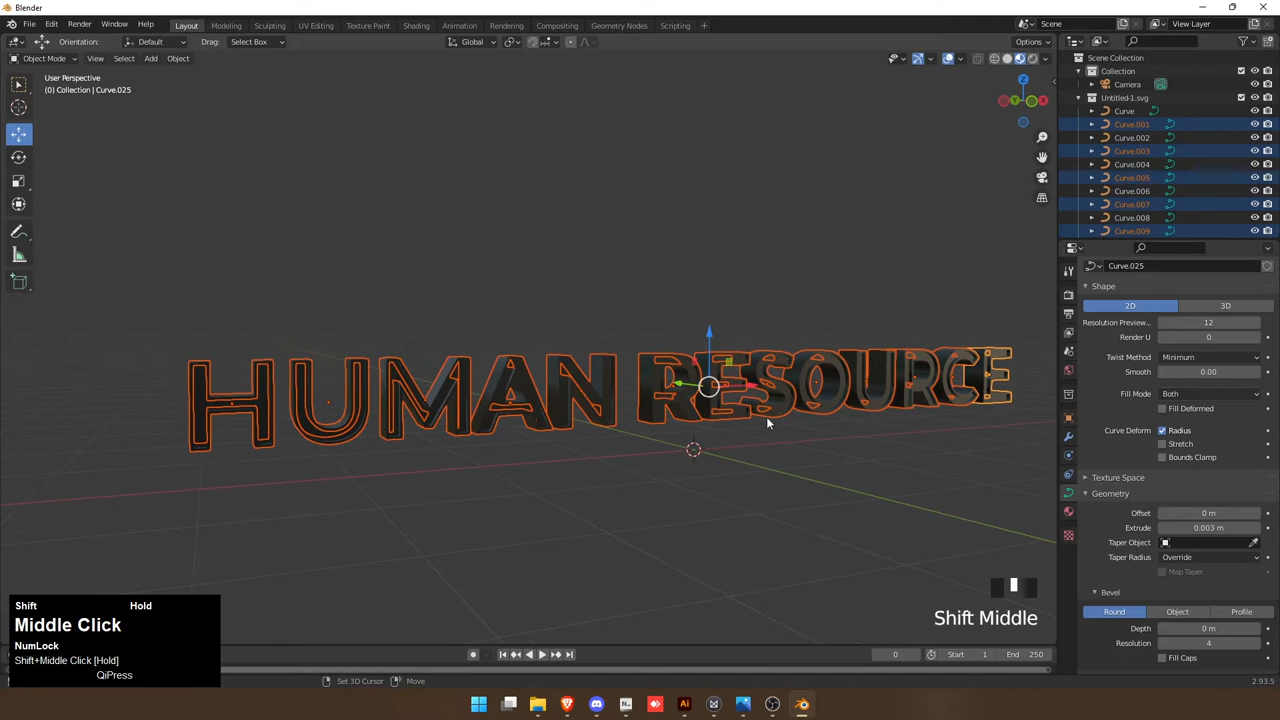 Blender
File Edit Render Window Help
Layout Modeling Sculpting UV Editing Texture Paint Shading Animation Rendering Compositing Geometry Nodes Scripting +
Scene
View Layer
Orientation: Default Drag: Select Box
Global
Options
Object Mode View Select Add Object
User Perspective
(0) Collection | Curve.025
Z
Y X
HUMAN RESOURCE
Scene Collection
Collection
Camera
Untitled-1.svg
Curve
Curve.001
Curve.002
Curve.003
Curve.004
Curve.005
Curve.006
Curve.007
Curve.008
Curve.009
Curve.025
Shape
2D 3D
Resolution Preview... 12
Render U 0
Twist Method Minimum
Smooth 0.00
Fill Mode Both
Fill Deformed
Curve Deform Radius
Stretch
Bounds Clamp
Texture Space
Geometry
Offset 0 m
Extrude 0.003 m
Taper Object
Taper Radius Override
Map Taper
Bevel
Round Object Profile
Depth 0 m
Resolution 4
Fill Caps
Shift Hold
Middle Click
NumLock
Shift+Middle Click [Hold]
QiPress
Shift Middle
0 Start 1 End 250
Set 3D Cursor Move
2.93.5